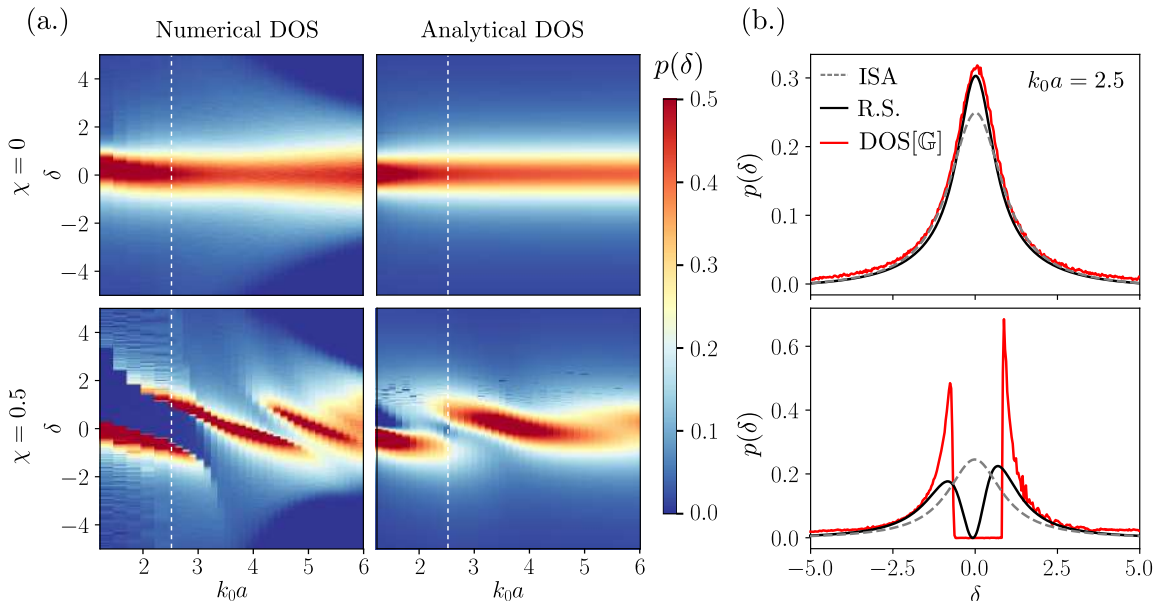 (a.)
Numerical DOS
Analytical DOS
p(δ)
χ = 0
δ
4
2
0
−2
−4
0.5
0.4
0.3
0.2
0.1
0.0
χ = 0.5
δ
4
2
0
−2
−4
2 3 4 5 6
k₀a
2 3 4 5 6
k₀a
(b.)
ISA
R.S.
DOS[𝔾]
k₀a = 2.5
p(δ)
0.3
0.2
0.1
0.0
p(δ)
0.6
0.4
0.2
0.0
−5.0 −2.5 0.0 2.5 5.0
δ